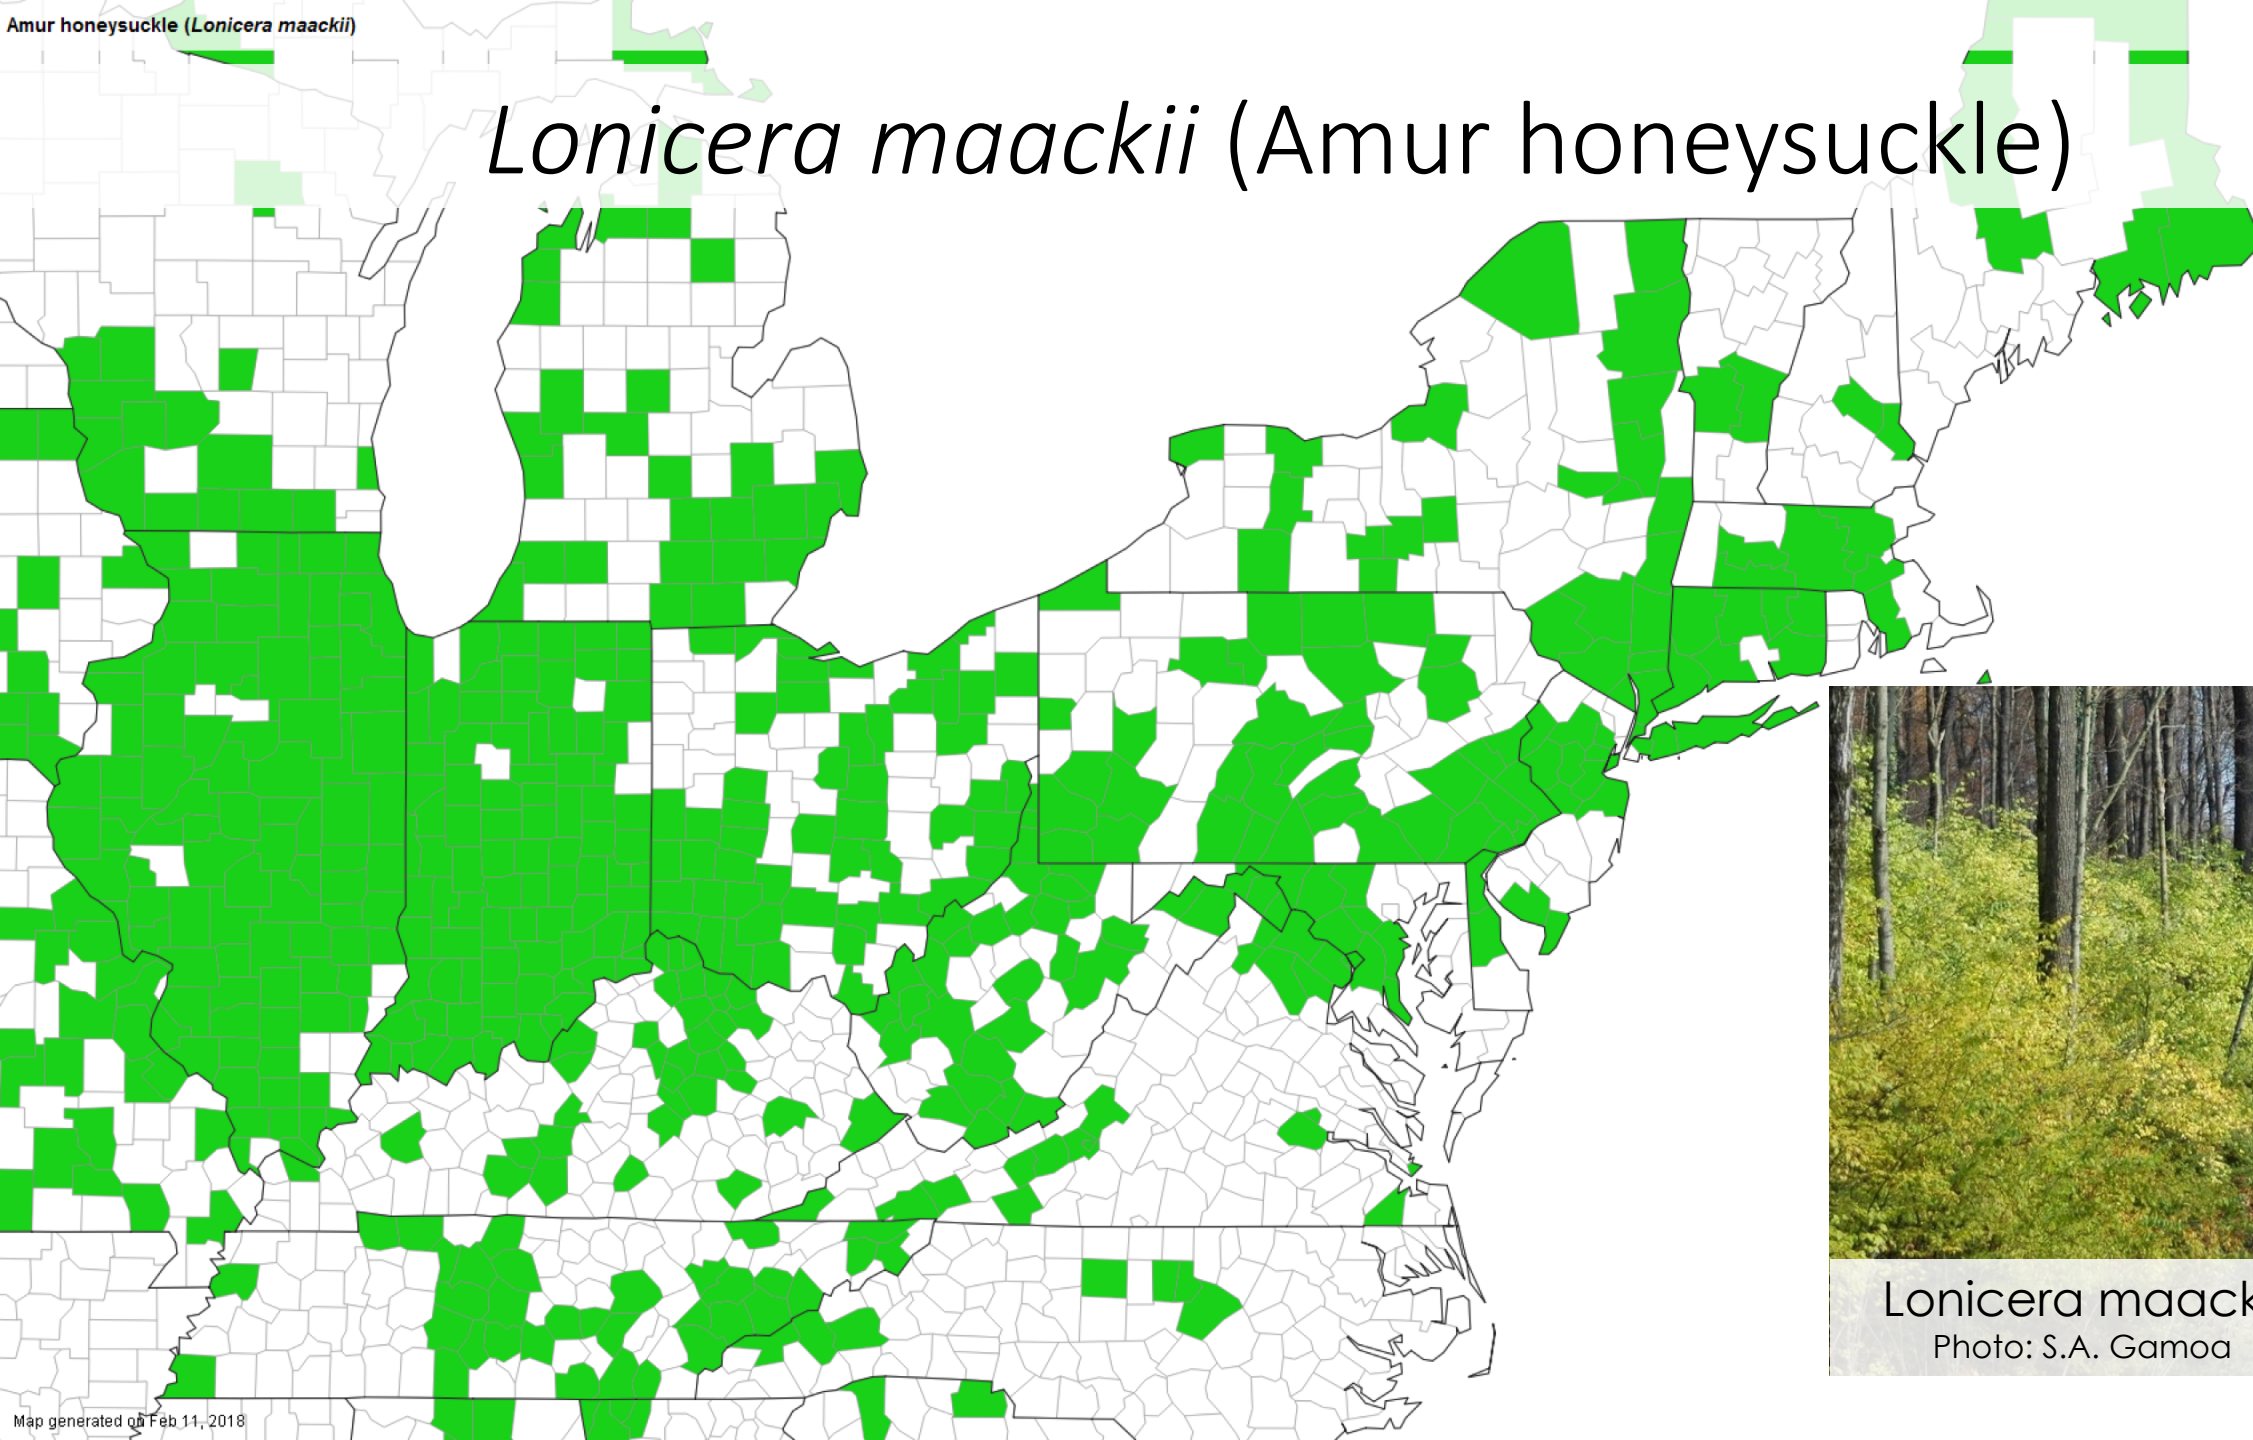 Amur honeysuckle (Lonicera maackii)
Lonicera maackii (Amur honeysuckle)
Lonicera maack
Photo: S.A. Gamoa
Map generated on Feb 11, 2018